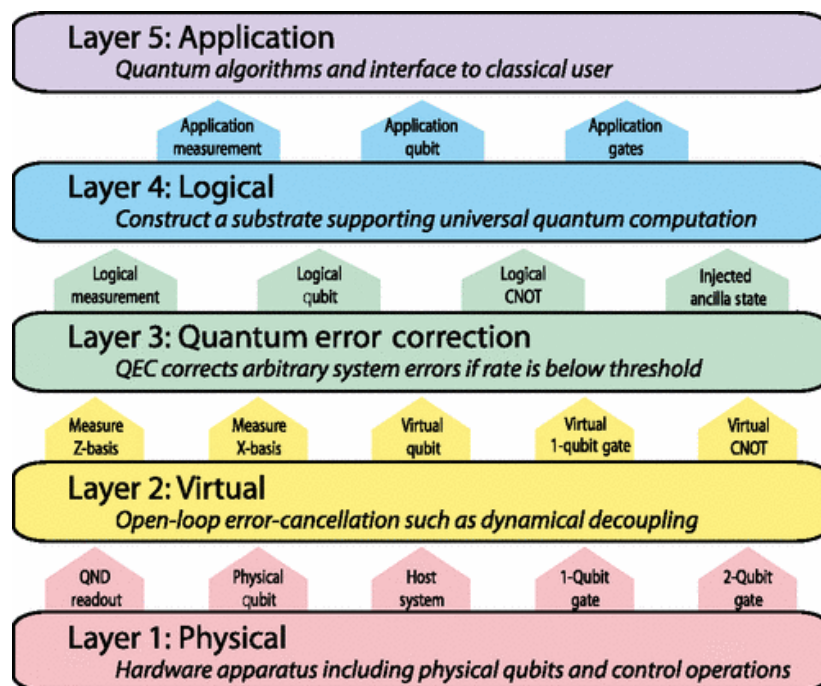 Layer 5: Application
Quantum algorithms and interface to classical user
Application measurement
Application qubit
Application gates
Layer 4: Logical
Construct a substrate supporting universal quantum computation
Logical measurement
Logical qubit
Logical CNOT
Injected ancilla state
Layer 3: Quantum error correction
QEC corrects arbitrary system errors if rate is below threshold
Measure Z-basis
Measure X-basis
Virtual qubit
Virtual 1-qubit gate
Virtual CNOT
Layer 2: Virtual
Open-loop error-cancellation such as dynamical decoupling
QND readout
Physical qubit
Host system
1-Qubit gate
2-Qubit gate
Layer 1: Physical
Hardware apparatus including physical qubits and control operations